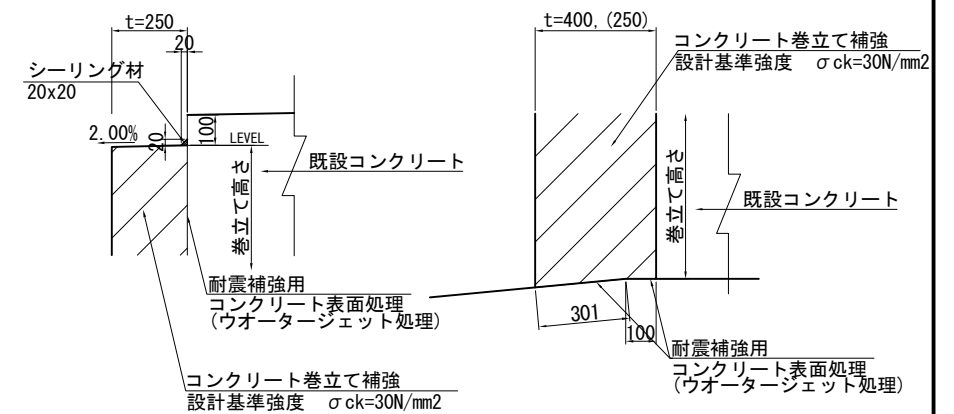 t=250
20
シーリング材
20x20
2.00%
20
100
LEVEL
巻立て高さ
既設コンクリート
耐震補強用
コンクリート表面処理
(ウオータージェット処理)
コンクリート巻立て補強
設計基準強度 σck=30N/mm2
t=400, (250)
コンクリート巻立て補強
設計基準強度 σck=30N/mm2
巻立て高さ
既設コンクリート
301
100
耐震補強用
コンクリート表面処理
(ウオータージェット処理)